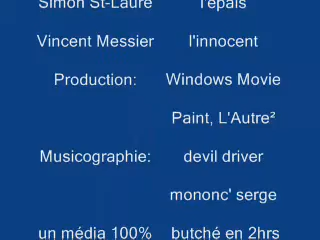 Simon St-Laure l'épais
Vincent Messier l'innocent
Production: Windows Movie
Paint, L'Autre²
Musicographie: devil driver
mononc' serge
un média 100% butché en 2hrs